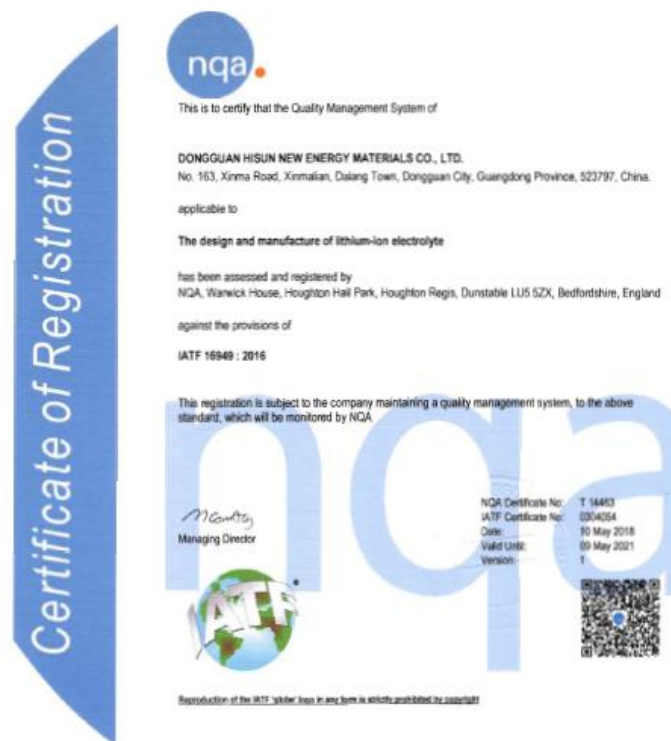 Certificate of Registration
nqa.
This is to certify that the Quality Management System of
DONGGUAN HISUN NEW ENERGY MATERIALS CO., LTD.
No. 163, Xinma Road, Xinmalian, Dalang Town, Dongguan City, Guangdong Province, 523797, China.
applicable to
The design and manufacture of lithium-ion electrolyte
has been assessed and registered by
NQA, Warwick House, Houghton Hall Park, Houghton Regis, Dunstable LU5 5ZX, Bedfordshire, England
against the provisions of
IATF 16949 : 2016
This registration is subject to the company maintaining a quality management system, to the above
standard, which will be monitored by NQA
nqa
Managing Director
NQA Certificate No: T 14463
IATF Certificate No: 0304054
Date: 10 May 2018
Valid Until: 09 May 2021
Version: 1
IATF
Reproduction of the IATF 'globe' logo in any form is strictly prohibited by copyright